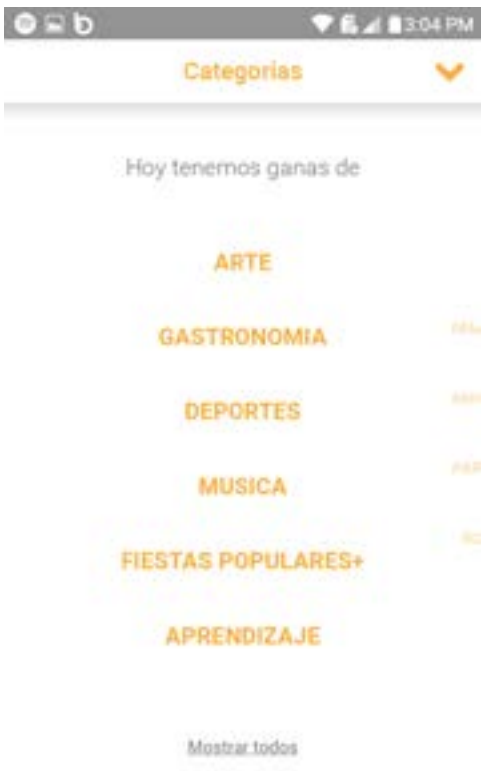 3:04 PM
Categorias
Hoy tenemos ganas de
ARTE
GASTRONOMIA
DEPORTES
MUSICA
FIESTAS POPULARES+
APRENDIZAJE
Mostrar todos